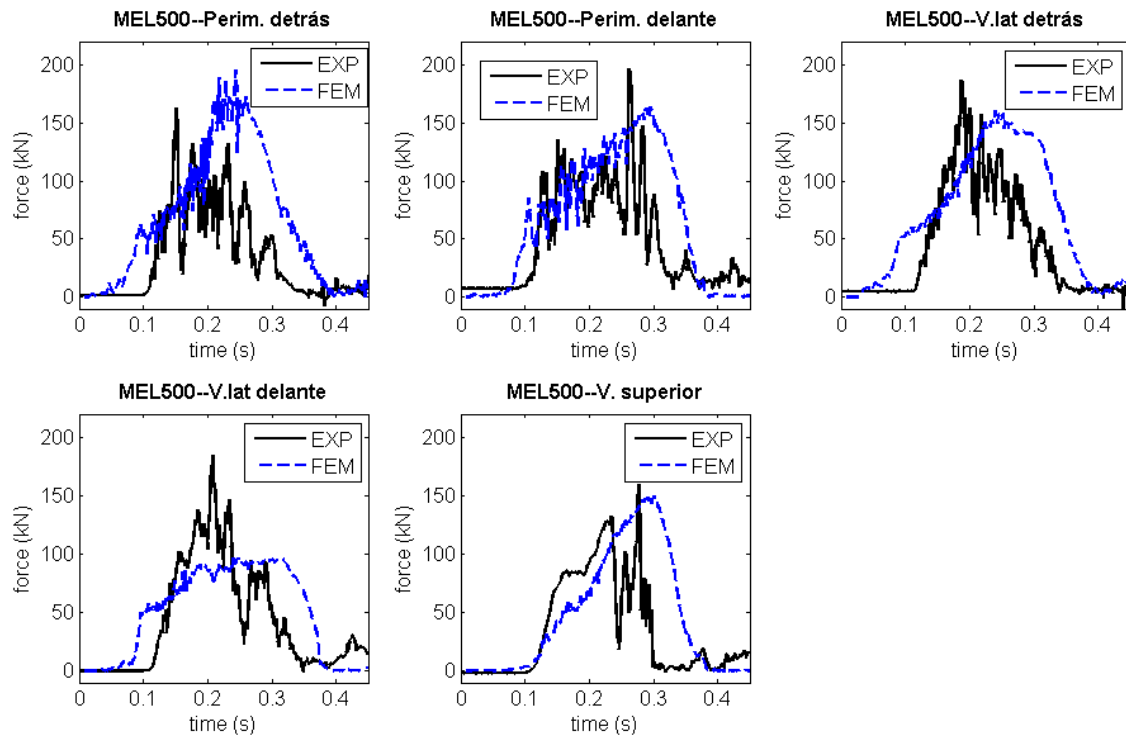 MEL500--Perim. detrás
200
150
100
50
0
force (kN)
EXP
FEM
0 0.1 0.2 0.3 0.4
time (s)
MEL500--Perim. delante
200
150
100
50
0
force (kN)
EXP
FEM
0 0.1 0.2 0.3 0.4
time (s)
MEL500--V.lat detrás
200
150
100
50
0
force (kN)
EXP
FEM
0 0.1 0.2 0.3 0.4
time (s)
MEL500--V.lat delante
200
150
100
50
0
force (kN)
EXP
FEM
0 0.1 0.2 0.3 0.4
time (s)
MEL500--V. superior
200
150
100
50
0
force (kN)
EXP
FEM
0 0.1 0.2 0.3 0.4
time (s)